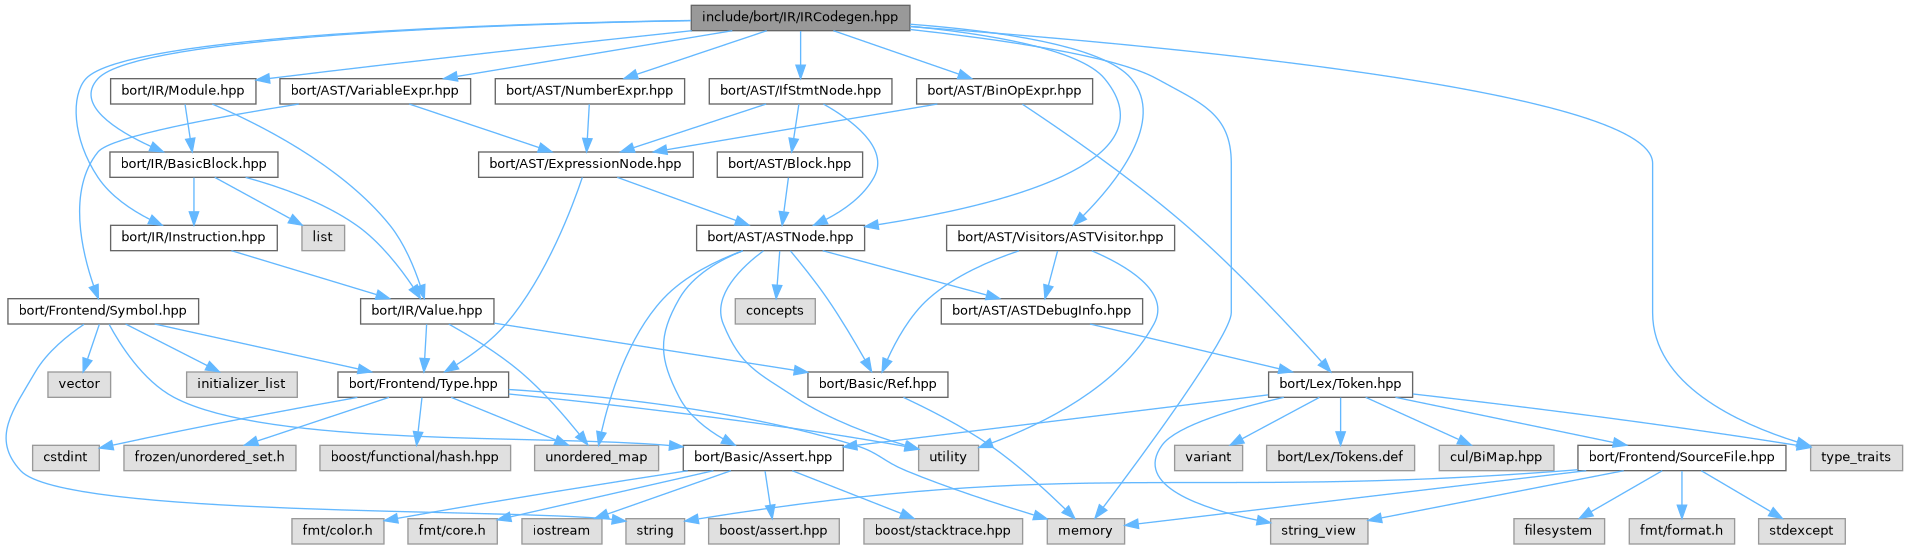 include/bort/IR/IRCodegen.hpp
bort/IR/Module.hpp
bort/AST/VariableExpr.hpp
bort/AST/NumberExpr.hpp
bort/AST/IfStmtNode.hpp
bort/AST/BinOpExpr.hpp
bort/IR/BasicBlock.hpp
bort/AST/ExpressionNode.hpp
bort/AST/Block.hpp
bort/IR/Instruction.hpp
list
bort/AST/ASTNode.hpp
bort/AST/Visitors/ASTVisitor.hpp
bort/Frontend/Symbol.hpp
bort/IR/Value.hpp
concepts
bort/AST/ASTDebugInfo.hpp
vector
initializer_list
bort/Frontend/Type.hpp
bort/Basic/Ref.hpp
bort/Lex/Token.hpp
cstdint
frozen/unordered_set.h
boost/functional/hash.hpp
unordered_map
bort/Basic/Assert.hpp
utility
variant
bort/Lex/Tokens.def
cul/BiMap.hpp
bort/Frontend/SourceFile.hpp
type_traits
fmt/color.h
fmt/core.h
iostream
string
boost/assert.hpp
boost/stacktrace.hpp
memory
string_view
filesystem
fmt/format.h
stdexcept